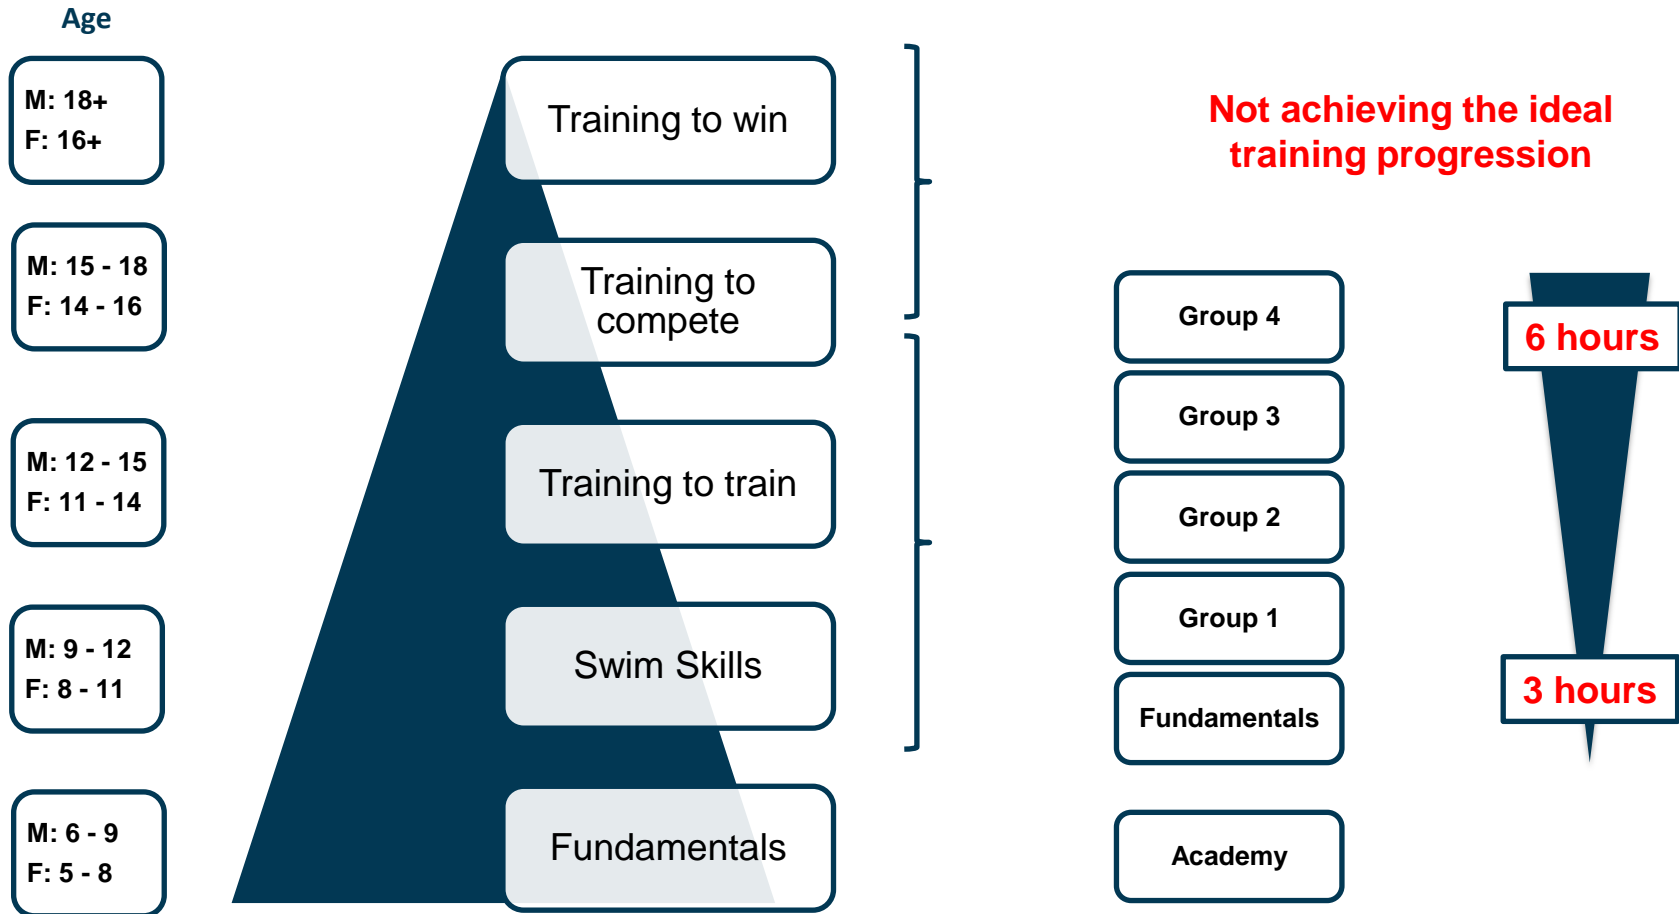 Age
M: 18+
F: 16+
Training to win
Not achieving the ideal
training progression
M: 15 - 18
F: 14 - 16
Training to
compete
Group 4
6 hours
Group 3
M: 12 - 15
F: 11 - 14
Training to train
Group 2
Group 1
M: 9 - 12
F: 8 - 11
Swim Skills
3 hours
Fundamentals
M: 6 - 9
F: 5 - 8
Fundamentals
Academy